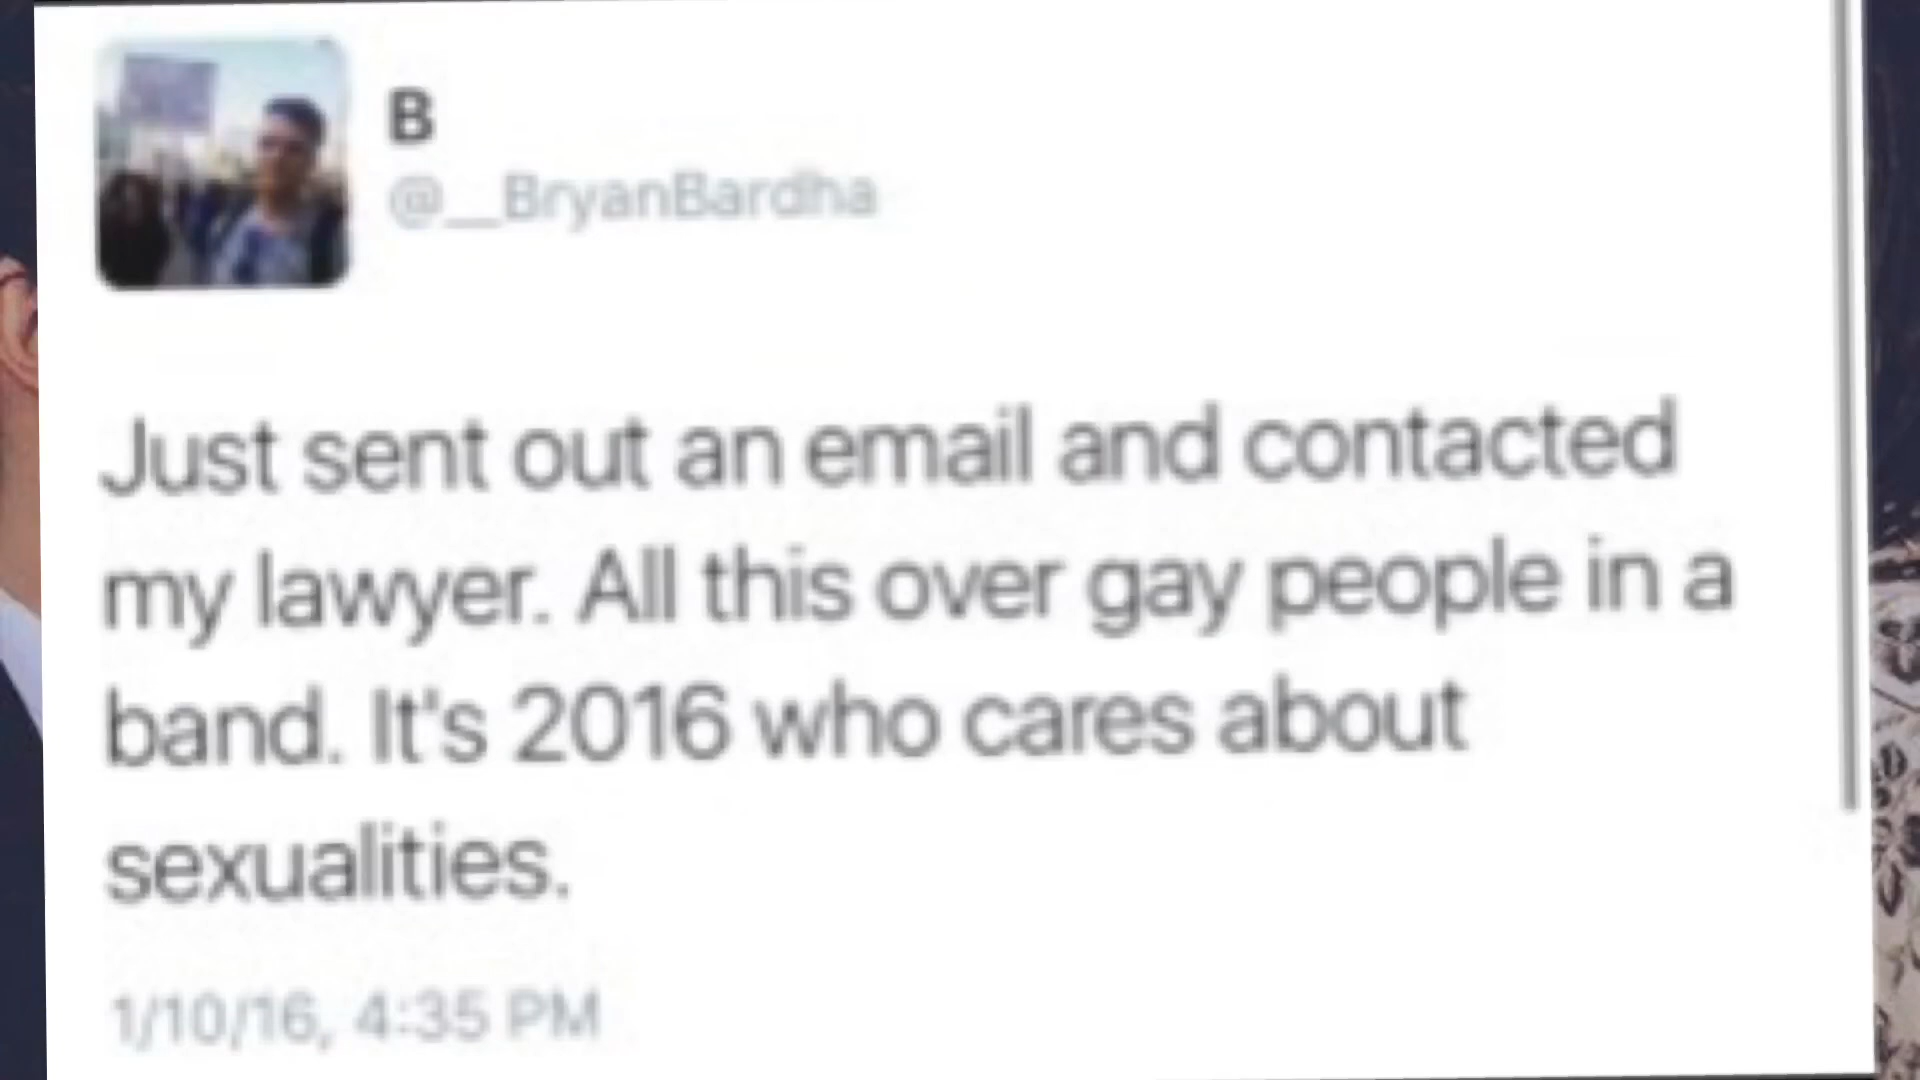 B
@__BryanBardha
Just sent out an email and contacted
my lawyer. All this over gay people in a
band. It's 2016 who cares about
sexualities.
1/10/16, 4:35 PM